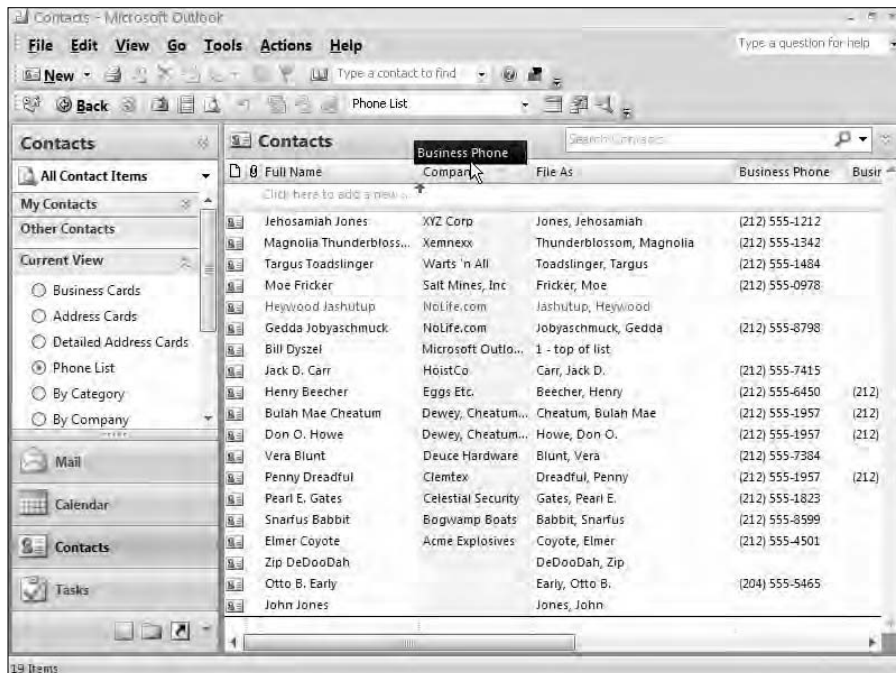 Contacts - Microsoft Outlook
File Edit View Go Tools Actions Help
Type a question for help
New
Type a contact to find
Back
Phone List
Contacts
Contacts
Search Contacts
Business Phone
All Contact Items
Full Name Compan File As Business Phone Busir
Click here to add a new ...
My Contacts
Other Contacts
Current View
Business Cards
Address Cards
Detailed Address Cards
Phone List
By Category
By Company
Mail
Calendar
Contacts
Tasks
Jehosamiah Jones XYZ Corp Jones, Jehosamiah (212) 555-1212
Magnolia Thunderbloss... Xemnexx Thunderblossom, Magnolia (212) 555-1342
Targus Toadslinger Warts 'n All Toadslinger, Targus (212) 555-1484
Moe Fricker Salt Mines, Inc Fricker, Moe (212) 555-0978
Heywood Jashutup NoLife.com Jashutup, Heywood
Gedda Jobyaschmuck NoLife.com Jobyaschmuck, Gedda (212) 555-8798
Bill Dyszel Microsoft Outlo... 1 - top of list
Jack D. Carr HoistCo Carr, Jack D. (212) 555-7415
Henry Beecher Eggs Etc. Beecher, Henry (212) 555-6450 (212)
Bulah Mae Cheatum Dewey, Cheatum... Cheatum, Bulah Mae (212) 555-1957 (212)
Don O. Howe Dewey, Cheatum... Howe, Don O. (212) 555-1957 (212)
Vera Blunt Deuce Hardware Blunt, Vera (212) 555-7384
Penny Dreadful Clemtex Dreadful, Penny (212) 555-1957 (212)
Pearl E. Gates Celestial Security Gates, Pearl E. (212) 555-1823
Snarfus Babbit Bogwamp Boats Babbit, Snarfus (212) 555-8599
Elmer Coyote Acme Explosives Coyote, Elmer (212) 555-4501
Zip DeDooDah DeDooDah, Zip
Otto B. Early Early, Otto B. (204) 555-5465
John Jones Jones, John
19 Items